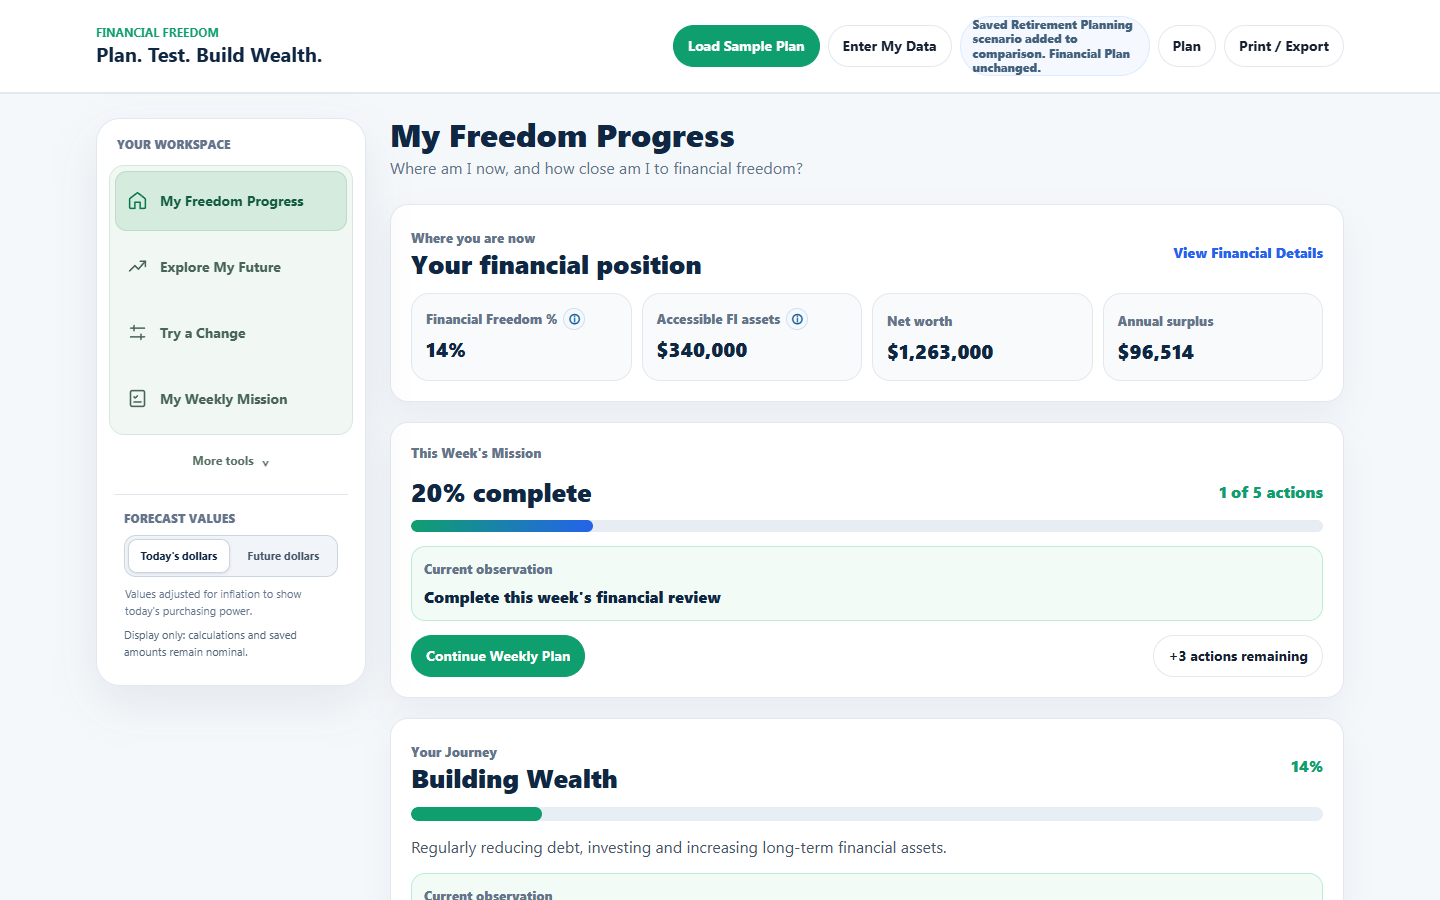 FINANCIAL FREEDOM
Plan. Test. Build Wealth.
Load Sample Plan
Enter My Data
Saved Retirement Planning
scenario added to
comparison. Financial Plan
unchanged.
Plan
Print / Export
YOUR WORKSPACE
My Freedom Progress
Explore My Future
Try a Change
My Weekly Mission
More tools
FORECAST VALUES
Today's dollars
Future dollars
Values adjusted for inflation to show
today's purchasing power.
Display only: calculations and saved
amounts remain nominal.
My Freedom Progress
Where am I now, and how close am I to financial freedom?
Where you are now
Your financial position
View Financial Details
Financial Freedom %
14%
Accessible FI assets
$340,000
Net worth
$1,263,000
Annual surplus
$96,514
This Week's Mission
20% complete
1 of 5 actions
Current observation
Complete this week's financial review
Continue Weekly Plan
+3 actions remaining
Your Journey
Building Wealth
14%
Regularly reducing debt, investing and increasing long-term financial assets.
Current observation